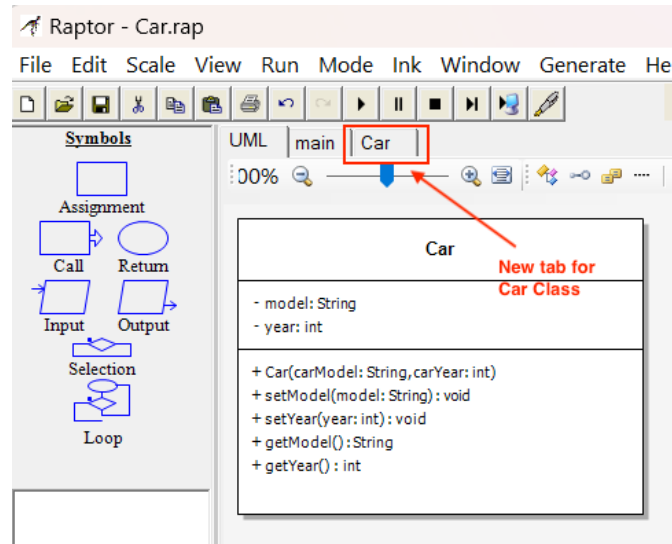 Raptor - Car.rap
File Edit Scale View Run Mode Ink Window Generate He
Symbols
Assignment
Call Return
Input Output
Selection
Loop
UML main Car
00%
Car
New tab for
Car Class
- model: String
- year: int
+ Car(carModel: String,carYear: int)
+ setModel(model: String) : void
+ setYear(year: int) : void
+ getModel() : String
+ getYear() : int